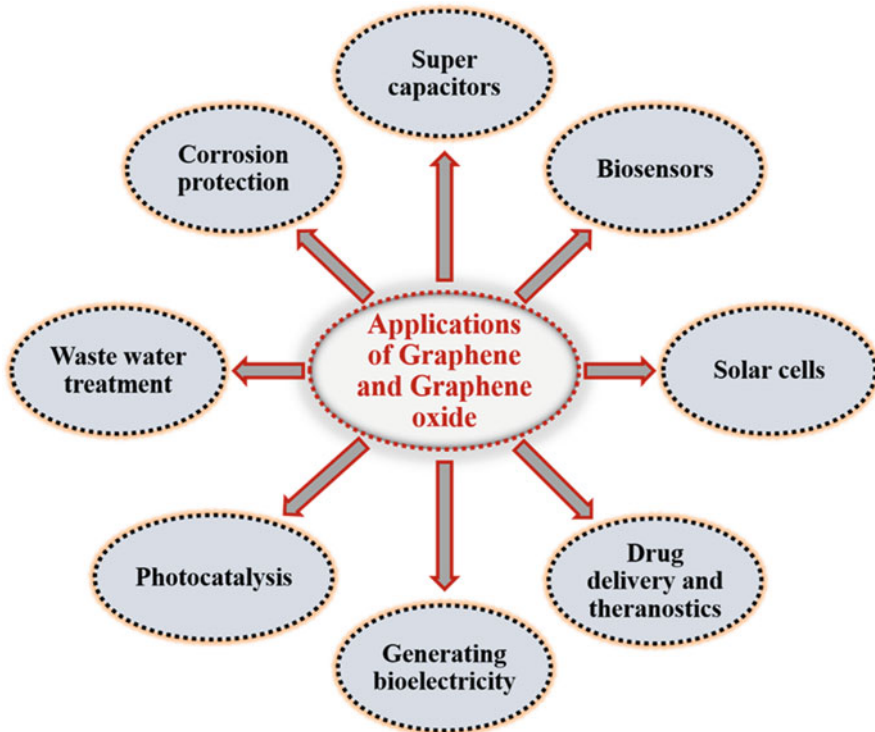 Super
capacitors
Biosensors
Solar cells
Drug
delivery and
theranostics
Generating
bioelectricity
Photocatalysis
Waste water
treatment
Corrosion
protection
Applications
of Graphene
and Graphene
oxide